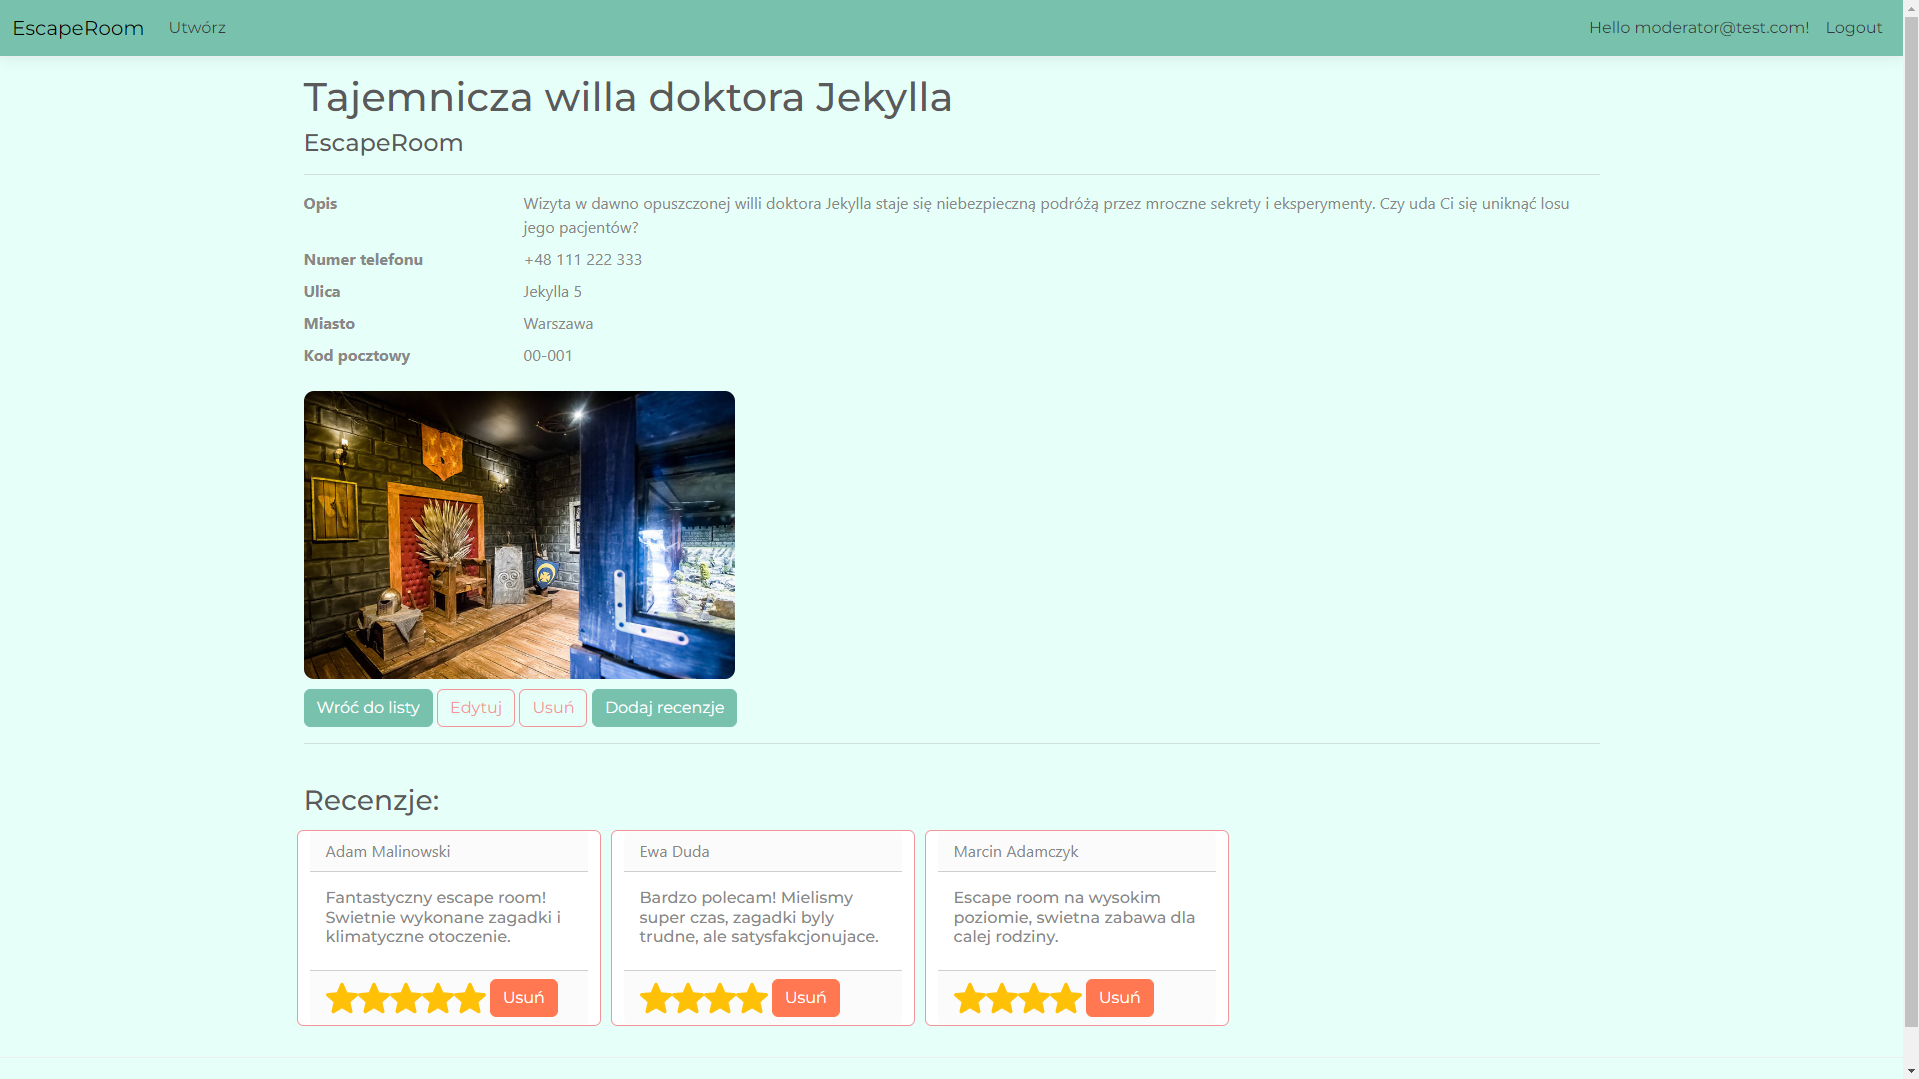 EscapeRoom Utwórz Hello moderator@test.com! Logout
Tajemnicza willa doktora Jekylla
EscapeRoom
Opis Wizyta w dawno opuszczonej willi doktora Jekylla staje się niebezpieczną podróżą przez mroczne sekrety i eksperymenty. Czy uda Ci się uniknąć losu
jego pacjentów?
Numer telefonu +48 111 222 333
Ulica Jekylla 5
Miasto Warszawa
Kod pocztowy 00-001
Wróć do listy Edytuj Usuń Dodaj recenzje
Recenzje:
Adam Malinowski
Fantastyczny escape room!
Swietnie wykonane zagadki i
klimatyczne otoczenie.
Usuń
Ewa Duda
Bardzo polecam! Mielismy
super czas, zagadki byly
trudne, ale satysfakcjonujace.
Usuń
Marcin Adamczyk
Escape room na wysokim
poziomie, swietna zabawa dla
calej rodziny.
Usuń